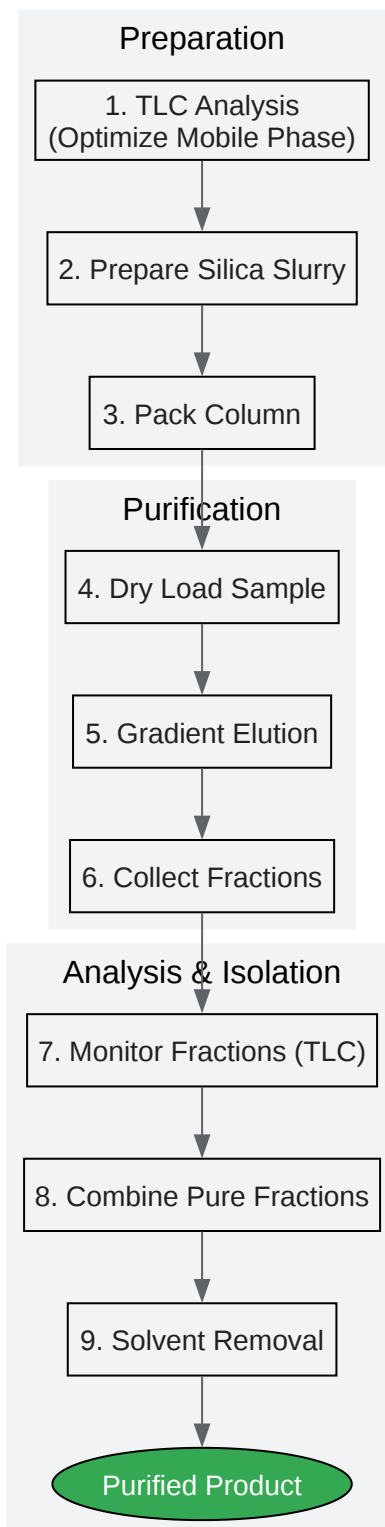 Preparation
1. TLC Analysis
(Optimize Mobile Phase)
2. Prepare Silica Slurry
3. Pack Column
Purification
4. Dry Load Sample
5. Gradient Elution
6. Collect Fractions
Analysis & Isolation
7. Monitor Fractions (TLC)
8. Combine Pure Fractions
9. Solvent Removal
Purified Product